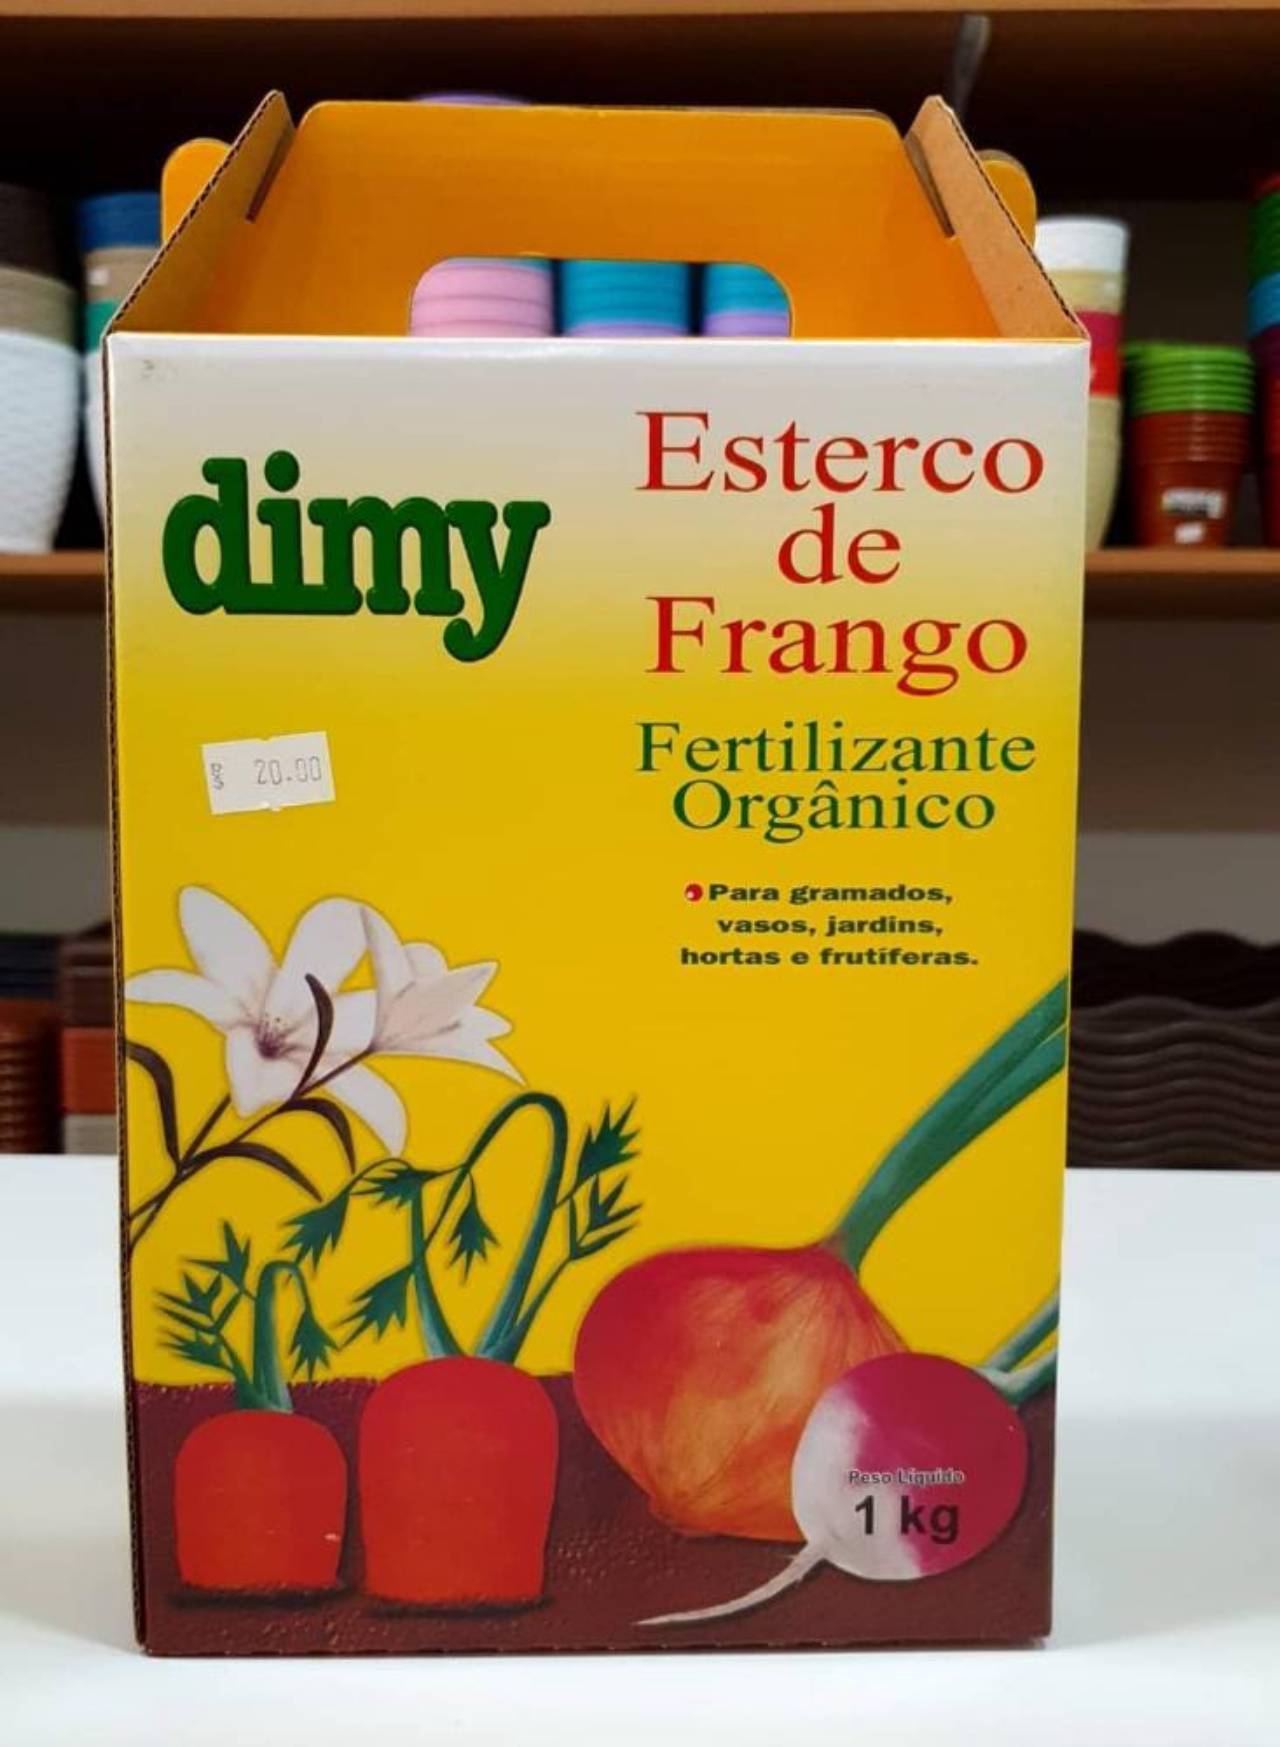 dimy
Esterco
de
Frango
Fertilizante
Orgânico
R$ 20.00
Para gramados,
vasos, jardins,
hortas e frutíferas.
Peso Líquido
1 kg